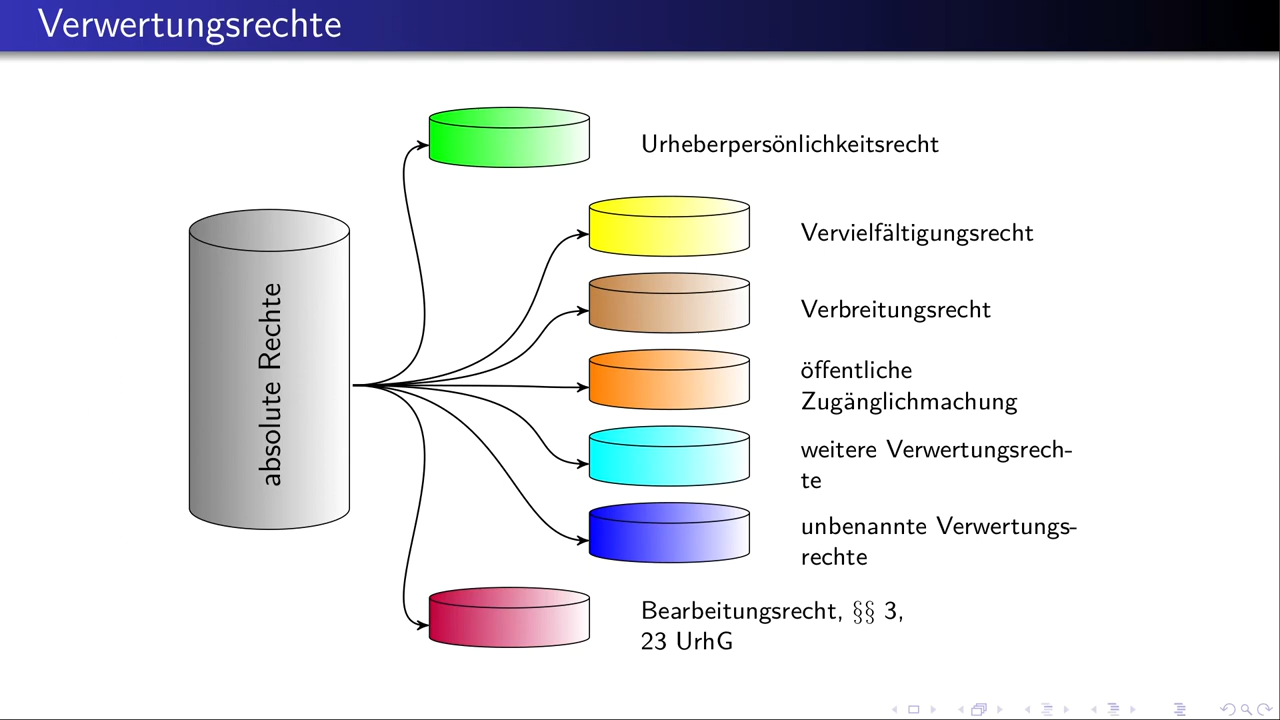 Verwertungsrechte
absolute Rechte
Urheberpersönlichkeitsrecht
Vervielfältigungsrecht
Verbreitungsrecht
öffentliche
Zugänglichmachung
weitere Verwertungsrech-
te
unbenannte Verwertungs-
rechte
Bearbeitungsrecht, §§ 3,
23 UrhG